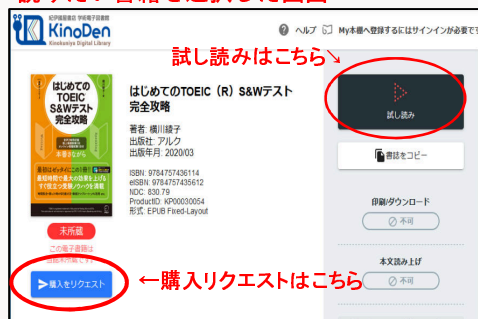 紀伊國屋書店 学術電子図書館
KinoDen
Kinokuniya Digital Library
ヘルプ
My本棚へ登録するにはサインインが必要です
試し読みはこちら↘
はじめての
TOEIC
S&Wテスト
完全攻略
はじめてのTOEIC（R）S&Wテスト
完全攻略
著者: 横川綾子
出版社: アルク
出版年月: 2020/03
ISBN: 9784757436114
eISBN: 9784757435612
NDC: 830.79
ProductID: KP00030054
形式: EPUB Fixed-Layout
試し読み
書誌をコピー
印刷/ダウンロード
不可
本文読み上げ
不可
未所蔵
この電子書籍は
購入をリクエスト
←購入リクエストはこちら